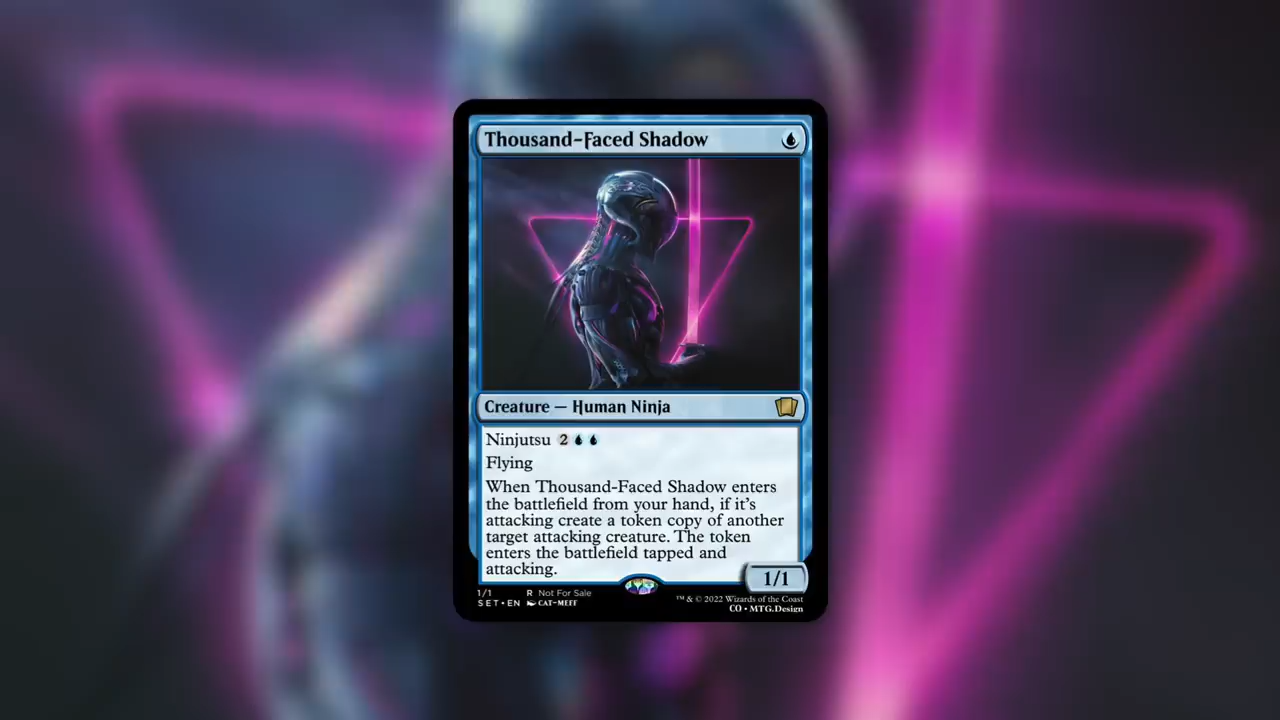 Thousand-Faced Shadow
Creature — Human Ninja
Ninjutsu 2
Flying
When Thousand-Faced Shadow enters
the battlefield from your hand, if it's
attacking create a token copy of another
target attacking creature. The token
enters the battlefield tapped and
attacking.
1/1
1/1 R Not For Sale
SET • EN CAT-MEFF
™ & © 2022 Wizards of the Coast
CO • MTG.Design